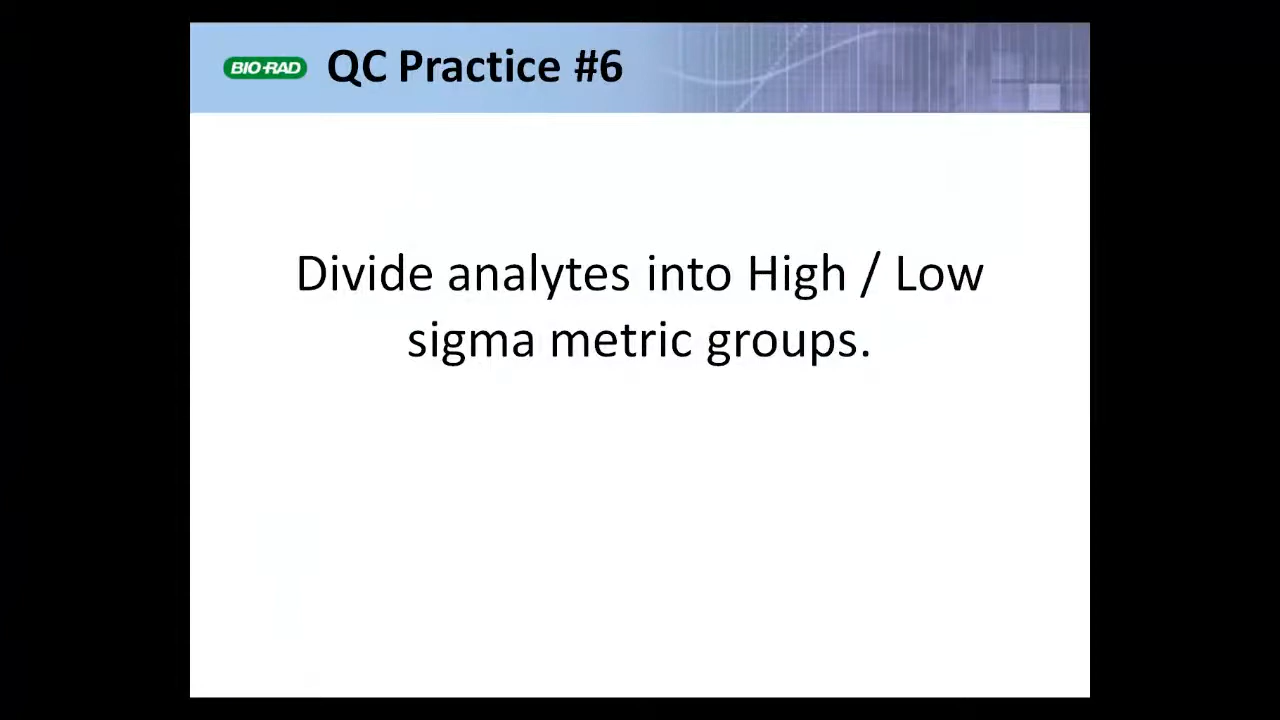 BIO-RAD QC Practice #6
Divide analytes into High / Low
sigma metric groups.